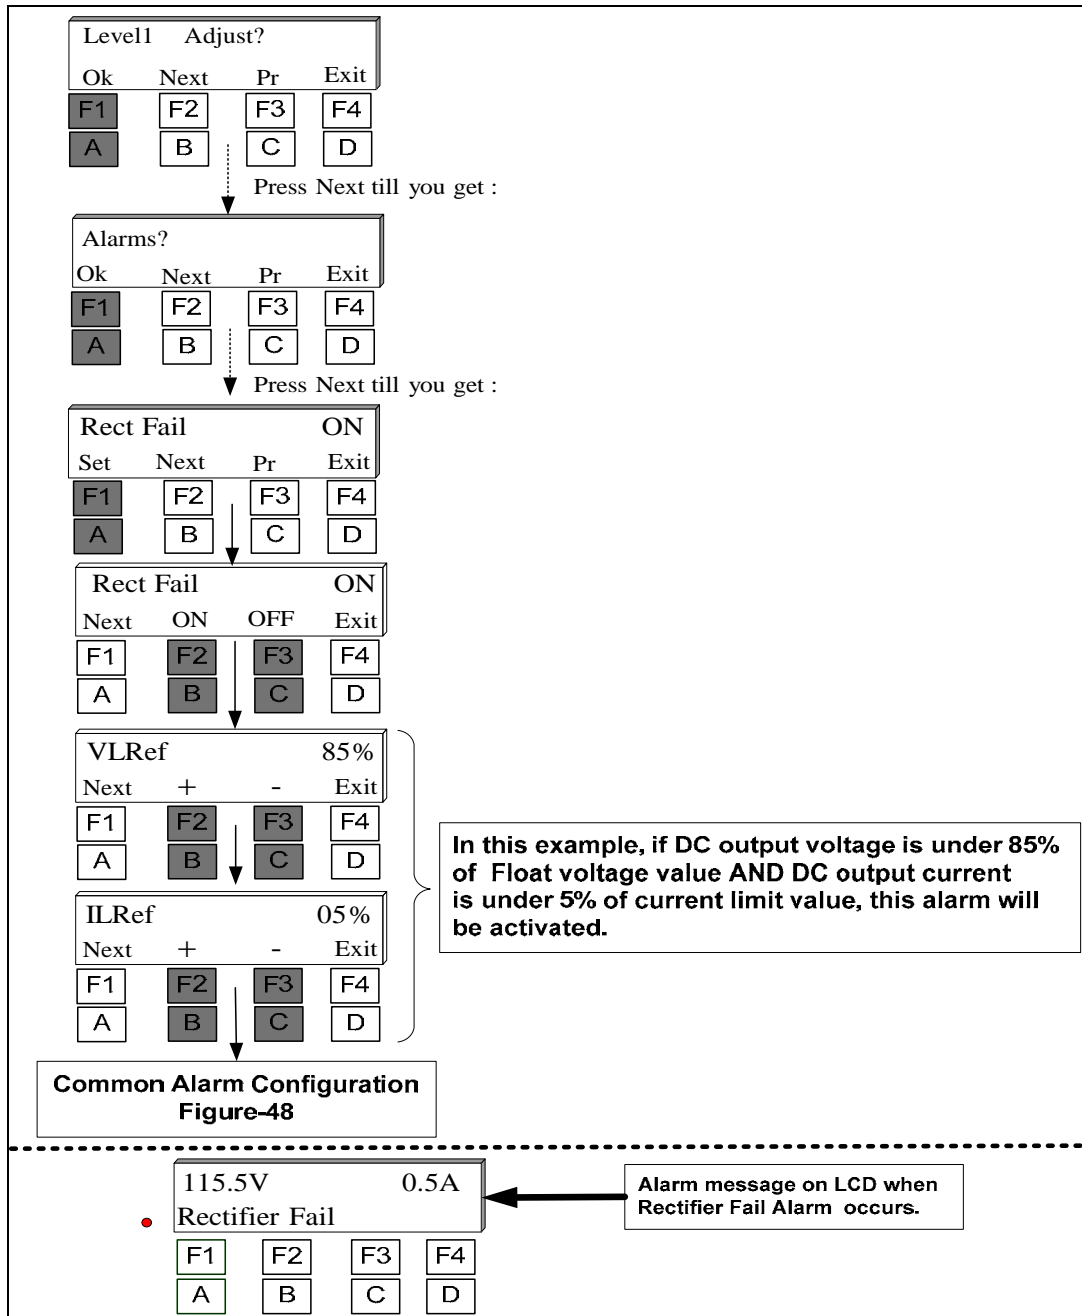 Level1 Adjust?
Ok Next Pr Exit
F1 F2 F3 F4
A B C D
Press Next till you get :
Alarms?
Ok Next Pr Exit
F1 F2 F3 F4
A B C D
Press Next till you get :
Rect Fail ON
Set Next Pr Exit
F1 F2 F3 F4
A B C D
Rect Fail ON
Next ON OFF Exit
F1 F2 F3 F4
A B C D
VLRef 85%
Next + - Exit
F1 F2 F3 F4
A B C D
ILRef 05%
Next + - Exit
F1 F2 F3 F4
A B C D
In this example, if DC output voltage is under 85%
of Float voltage value AND DC output current
is under 5% of current limit value, this alarm will
be activated.
Common Alarm Configuration
Figure-48
115.5V 0.5A
Rectifier Fail
F1 F2 F3 F4
A B C D
Alarm message on LCD when
Rectifier Fail Alarm occurs.